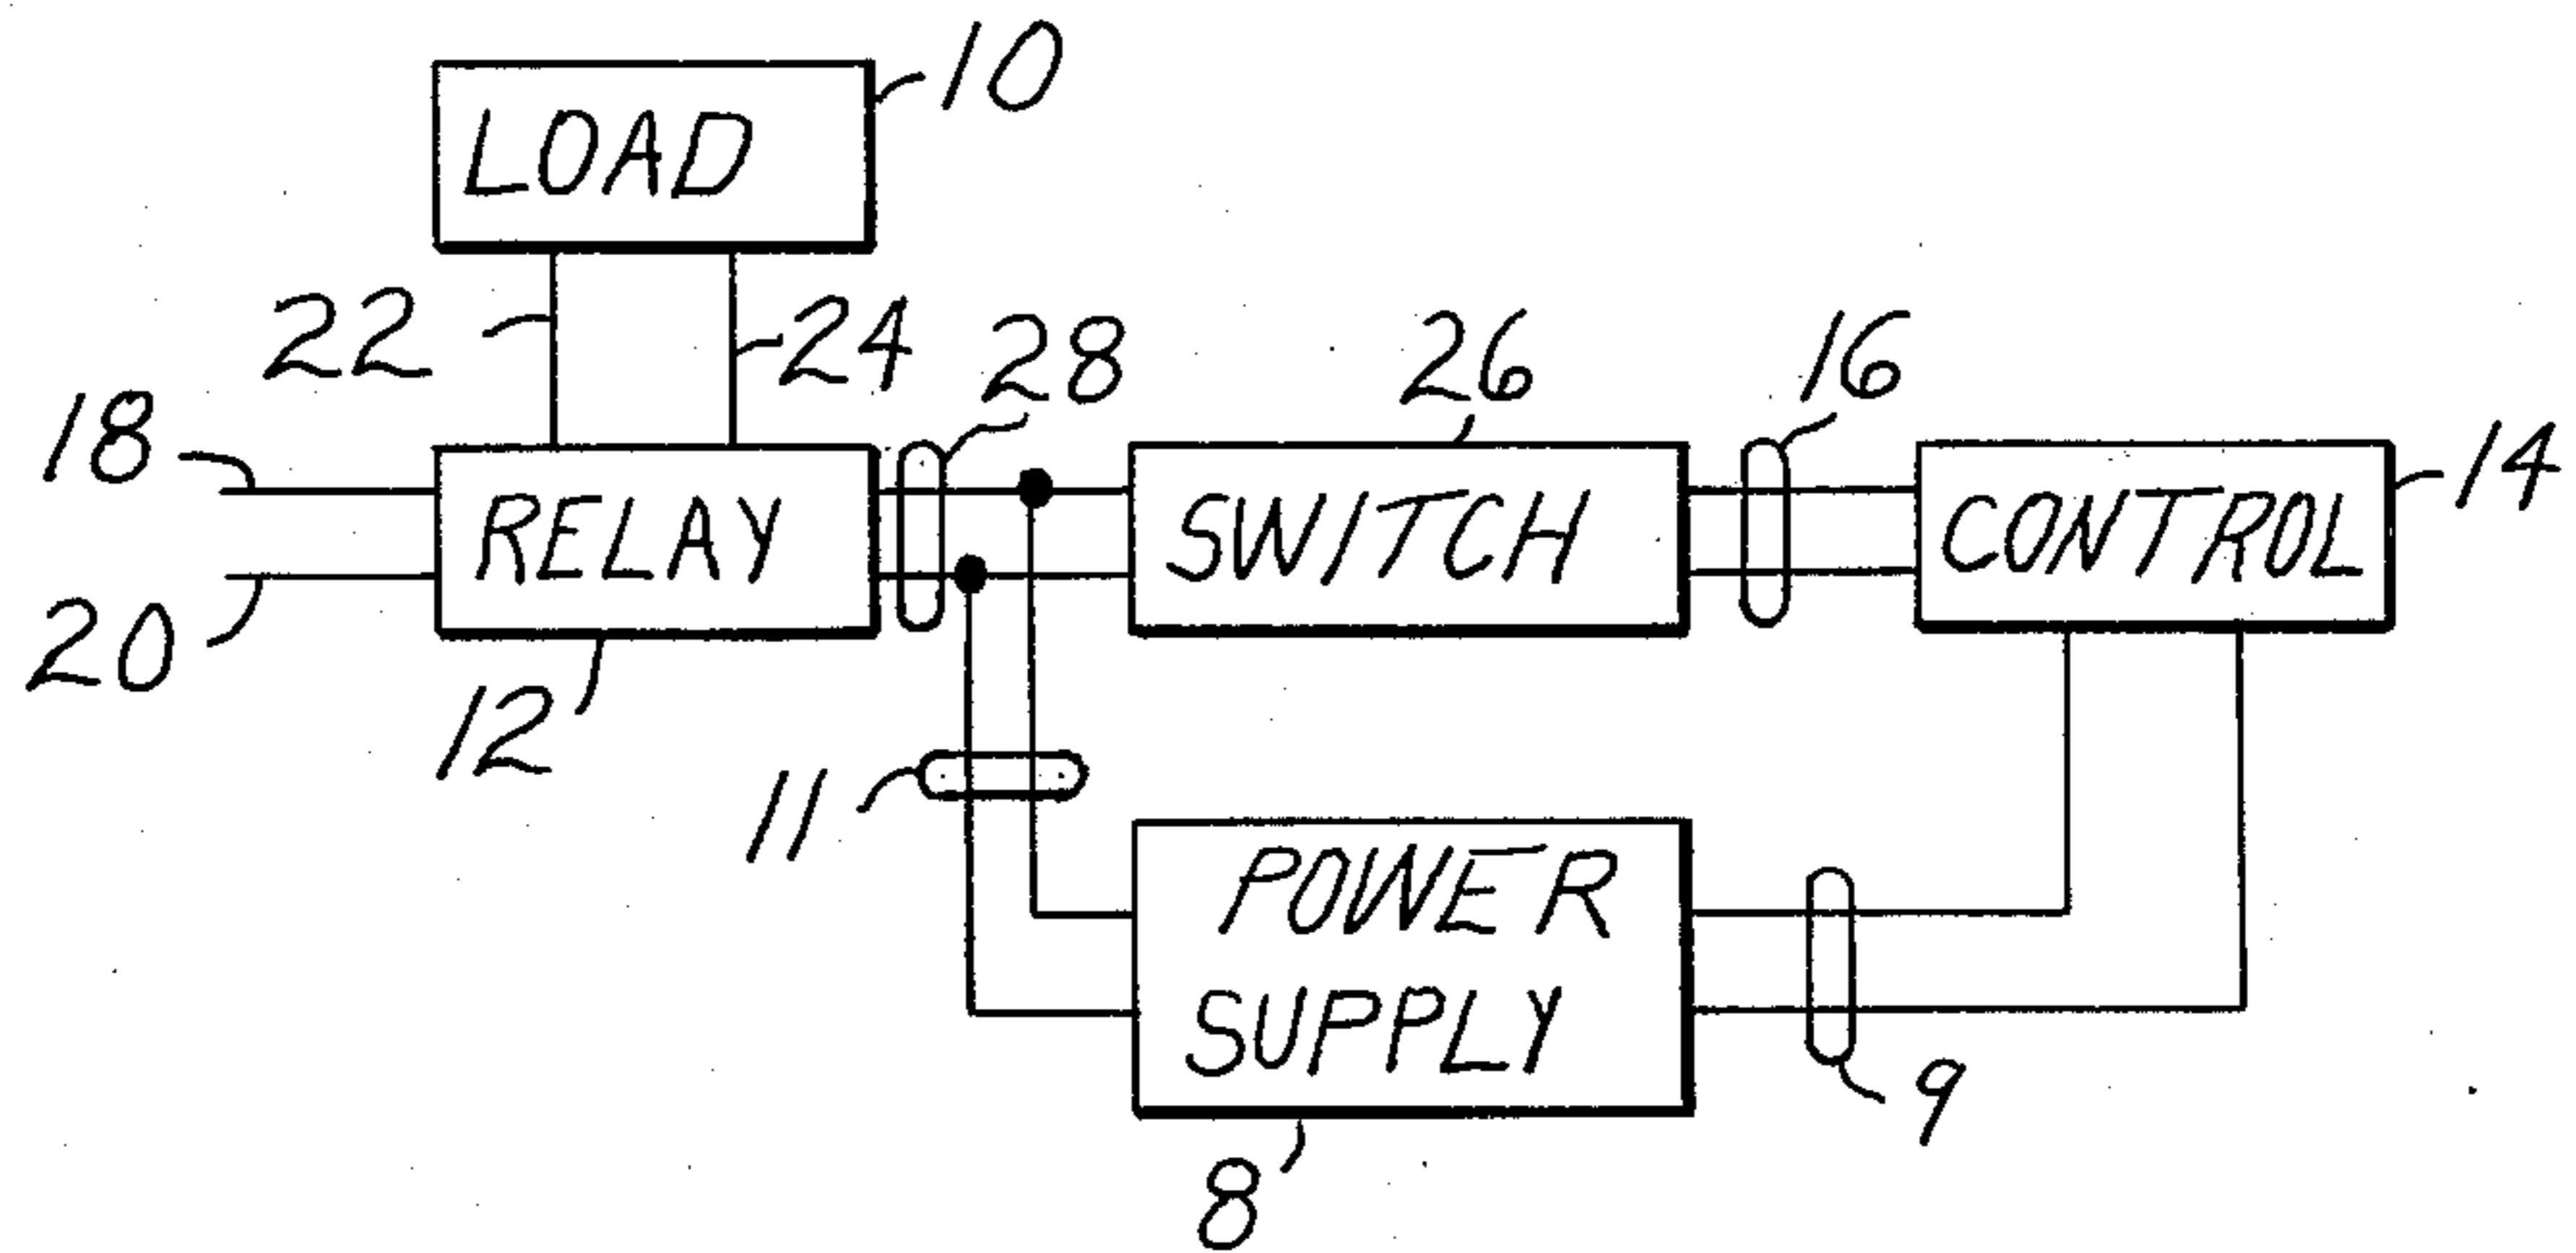 10
LOAD
22
24
28
26
16
18
14
RELAY
SWITCH
CONTROL
20
12
11
POWER
SUPPLY
9
8